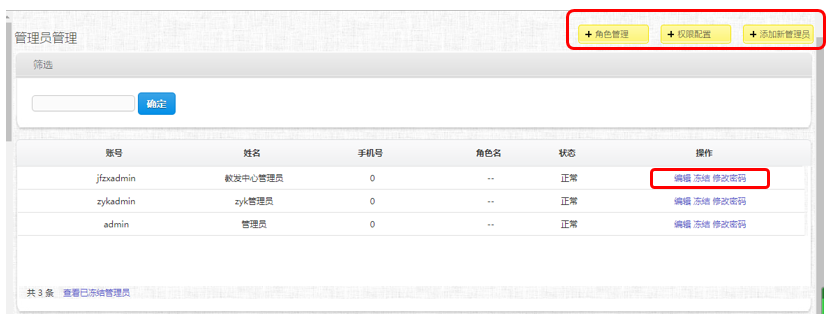 管理员管理 + 角色管理 + 权限配置 + 添加新管理员
筛选
确定
账号 姓名 手机号 角色名 状态 操作
jfzxadmin 教发中心管理员 0 -- 正常 编辑 冻结 修改密码
zykadmin zyk管理员 0 -- 正常 编辑 冻结 修改密码
admin 管理员 0 -- 正常 编辑 冻结 修改密码
共 3 条 查看已冻结管理员